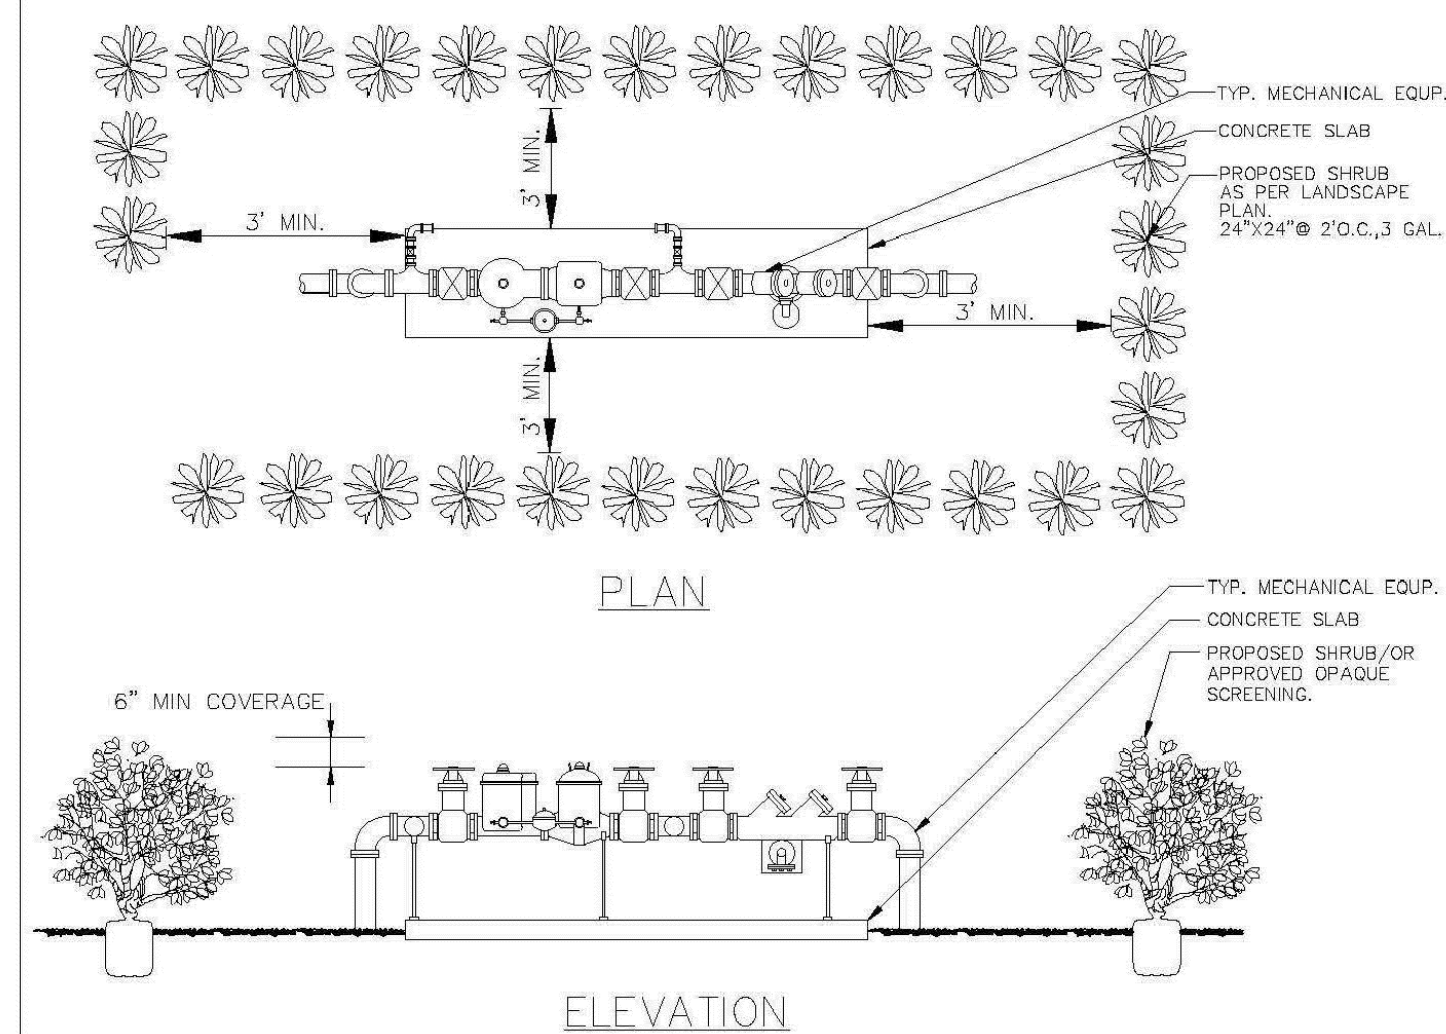 TYP. MECHANICAL EQUP.
CONCRETE SLAB
PROPOSED SHRUB
AS PER LANDSCAPE
PLAN.
24"X24"@ 2'O.C.,3 GAL.
3' MIN.
3' MIN.
3' MIN.
3' MIN.
PLAN
TYP. MECHANICAL EQUP.
CONCRETE SLAB
PROPOSED SHRUB/OR
APPROVED OPAQUE
SCREENING.
6" MIN COVERAGE
ELEVATION